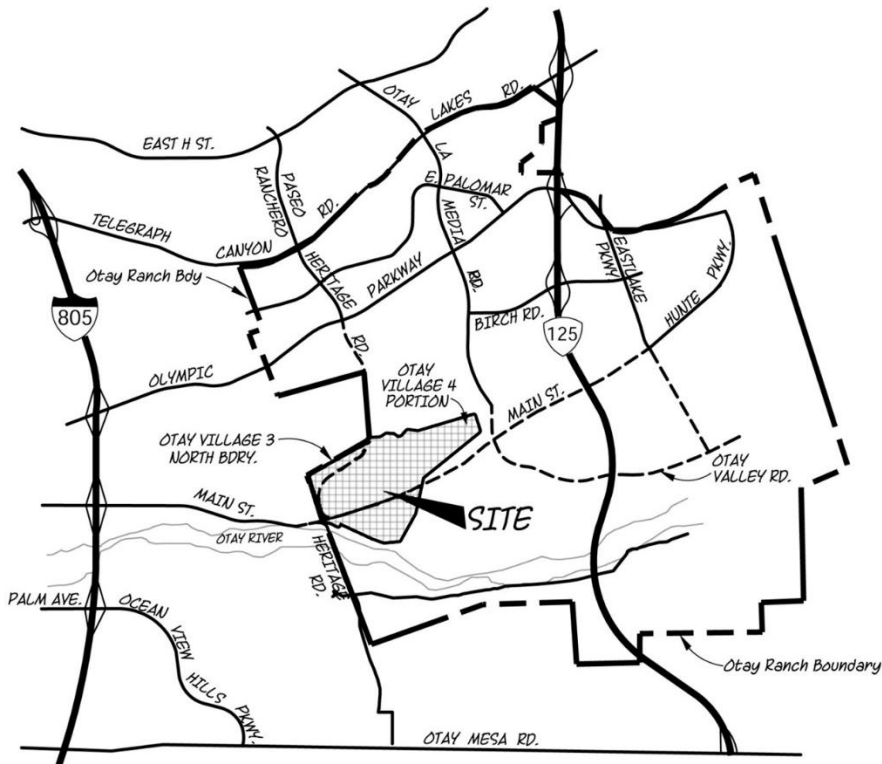 EAST H ST.
OTAY
LAKES RD.
TELEGRAPH
CANYON
RD.
PASEO
RANCHERO
HERITAGE
RD.
LA
MEDIA
RD.
E. PALOMAR
ST.
Otay Ranch Bdy
OLYMPIC
PARKWAY
EASTLAKE
PKWY
HUNTE PKWY.
BIRCH RD.
805
125
OTAY
VILLAGE 4
PORTION
MAIN ST.
OTAY VILLAGE 3
NORTH BDRY.
OTAY
VALLEY RD.
MAIN ST.
SITE
OTAY RIVER
HERITAGE
RD.
PALM AVE.
OCEAN
VIEW
HILLS
PKWY.
Otay Ranch Boundary
OTAY MESA RD.